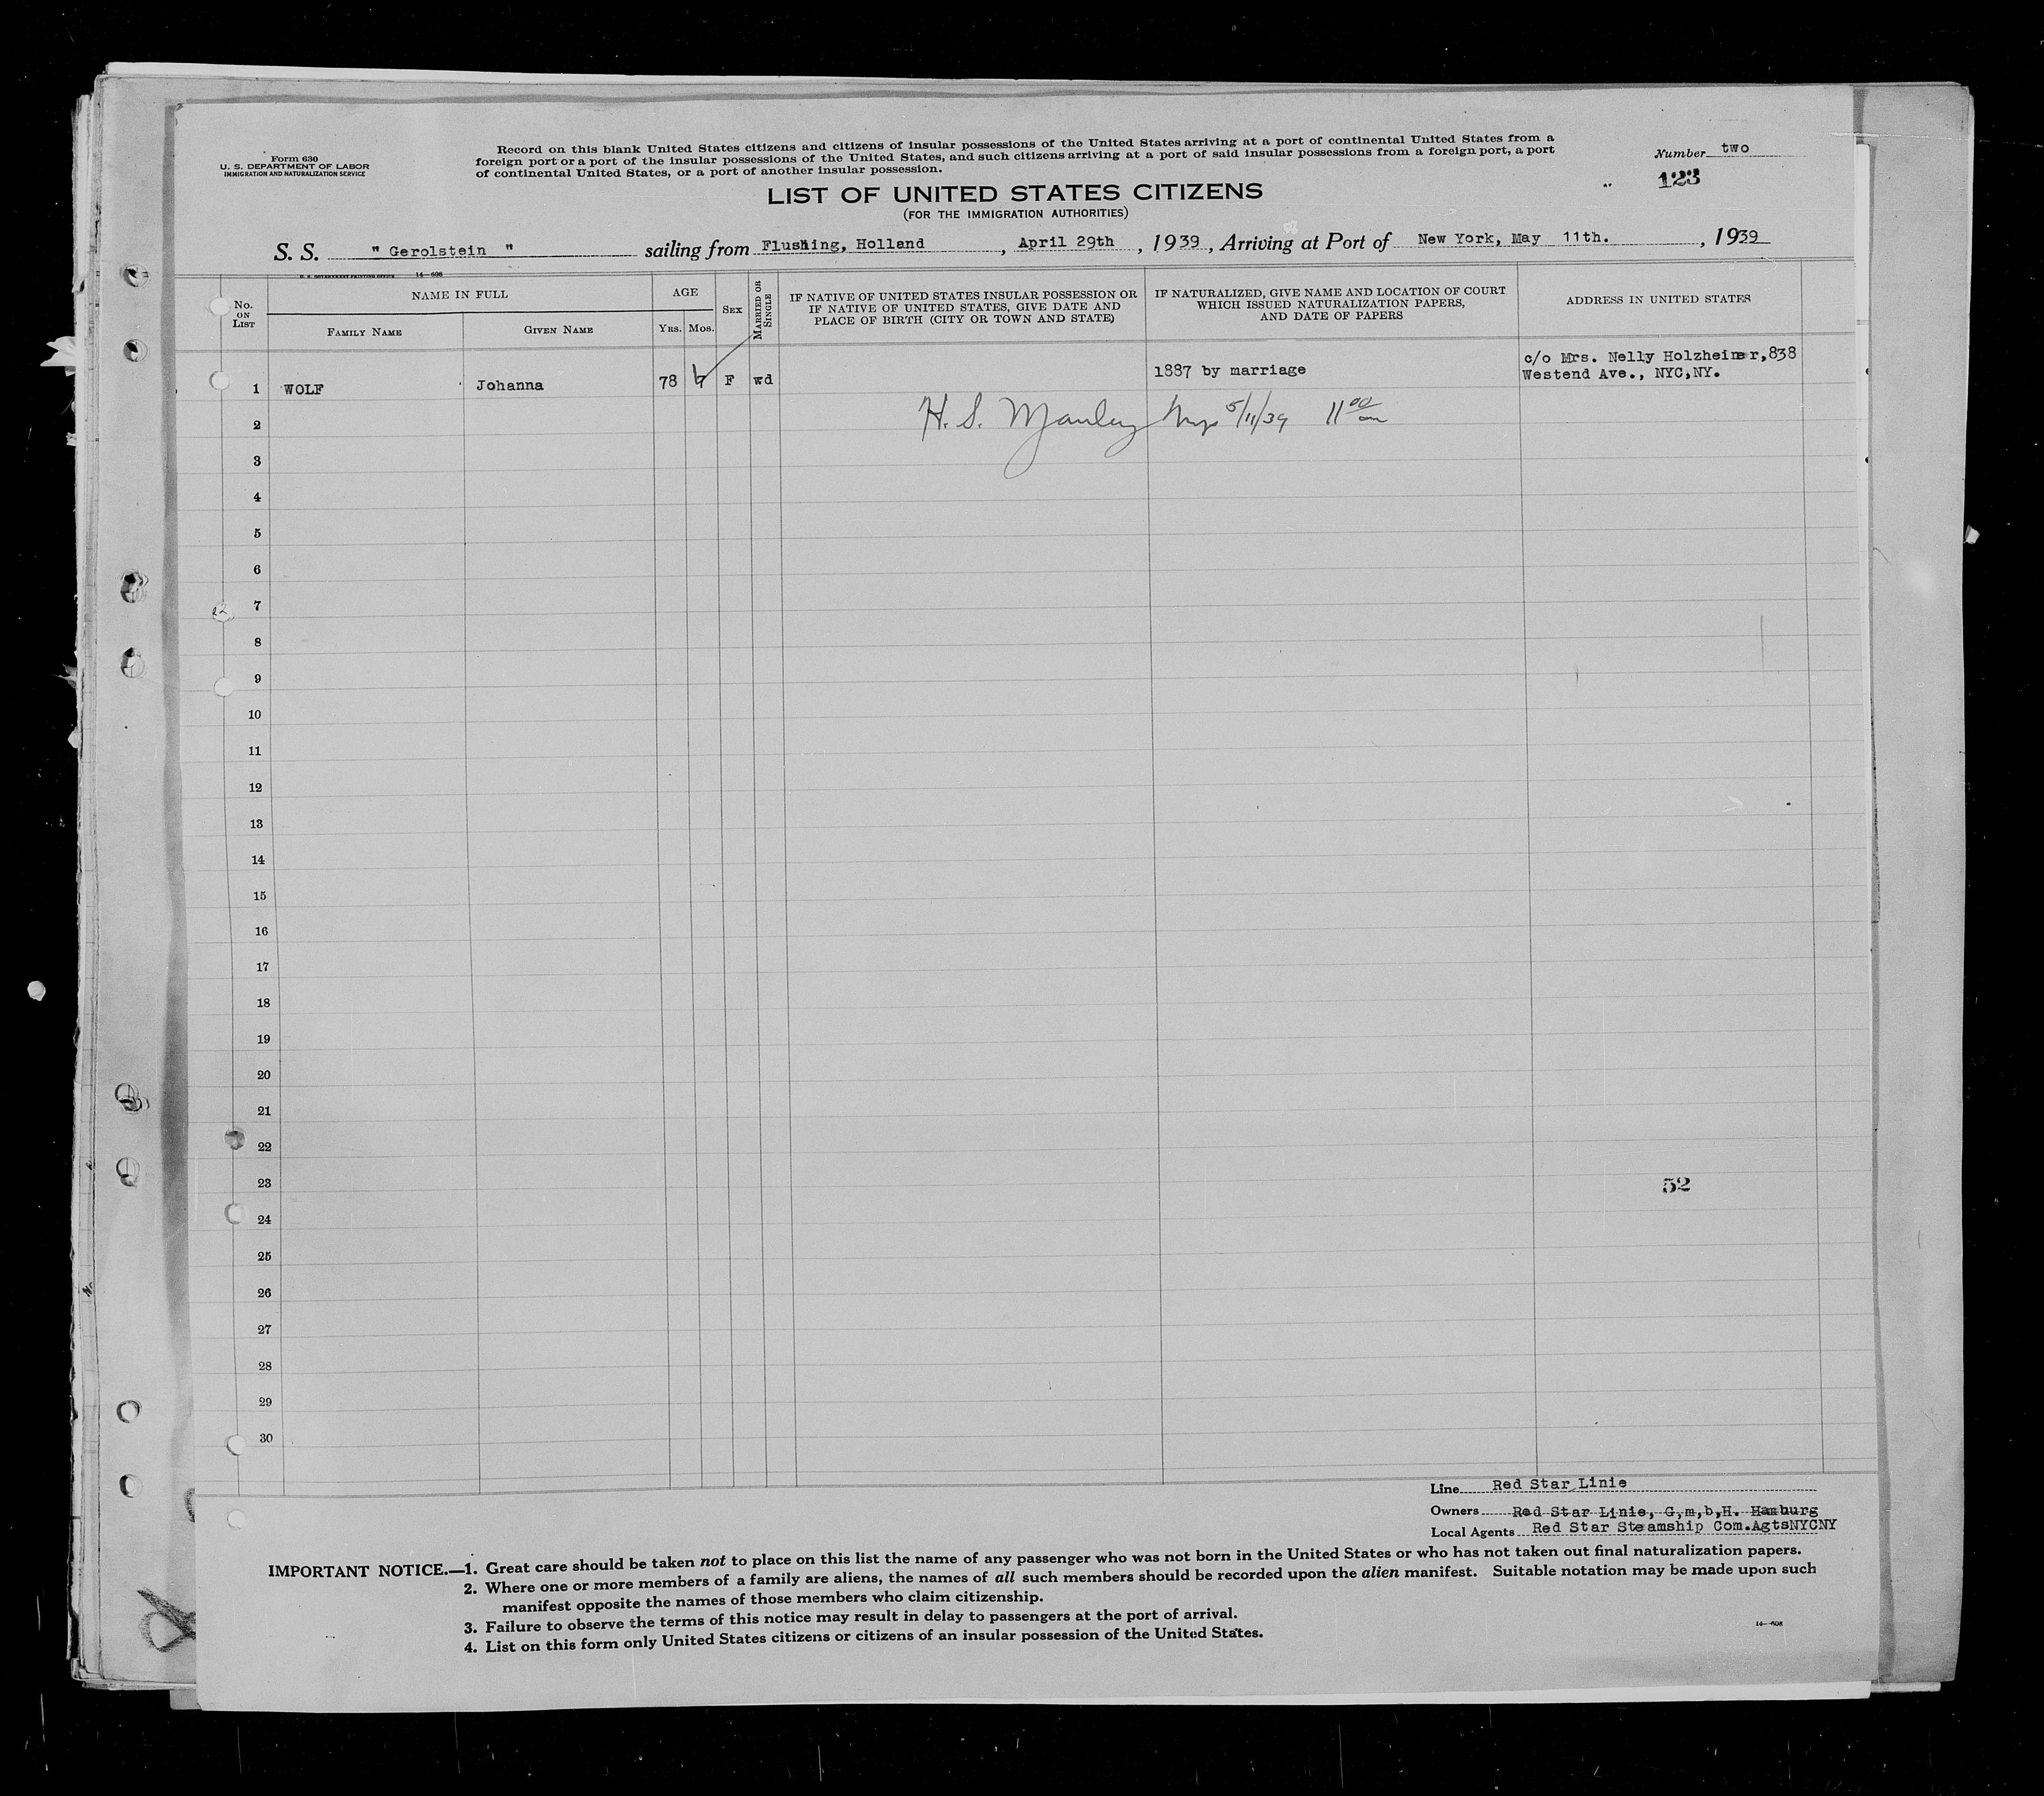 Form 630
U. S. DEPARTMENT OF LABOR
IMMIGRATION AND NATURALIZATION SERVICE
Record on this blank United States citizens and citizens of insular possessions of the United States arriving at a port of continental United States from a
foreign port or a port of the insular possessions of the United States, and such citizens arriving at a port of said insular possessions from a foreign port, a port
of continental United States, or a port of another insular possession.
Number two
123
LIST OF UNITED STATES CITIZENS
(FOR THE IMMIGRATION AUTHORITIES)
S. S. " Gerolstein " sailing from Flushing, Holland , April 29th , 1939 , Arriving at Port of New York, May 11th. , 1939
U. S. GOVERNMENT PRINTING OFFICE 14—608
No. ON LIST
NAME IN FULL
FAMILY NAME
GIVEN NAME
AGE
YRS. MOS.
SEX
MARRIED OR SINGLE
IF NATIVE OF UNITED STATES INSULAR POSSESSION OR
IF NATIVE OF UNITED STATES, GIVE DATE AND
PLACE OF BIRTH (CITY OR TOWN AND STATE)
IF NATURALIZED, GIVE NAME AND LOCATION OF COURT
WHICH ISSUED NATURALIZATION PAPERS,
AND DATE OF PAPERS
ADDRESS IN UNITED STATES
1 WOLF Johanna 78 7 F wd 1887 by marriage c/o Mrs. Nelly Holzheimer,838
Westend Ave., NYC,NY.
2 H. S. Manley 5/11/39 11 00 am
3
4
5
6
7
8
9
10
11
12
13
14
15
16
17
18
19
20
21
22
23 52
24
25
26
27
28
29
30
Line Red Star Linie
Owners Red Star Linie, G,m,b,H. Hamburg
Local Agents Red Star Steamship Com.AgtsNYCNY
IMPORTANT NOTICE.—1. Great care should be taken not to place on this list the name of any passenger who was not born in the United States or who has not taken out final naturalization papers.
2. Where one or more members of a family are aliens, the names of all such members should be recorded upon the alien manifest. Suitable notation may be made upon such
manifest opposite the names of those members who claim citizenship.
3. Failure to observe the terms of this notice may result in delay to passengers at the port of arrival.
4. List on this form only United States citizens or citizens of an insular possession of the United States.
14—608